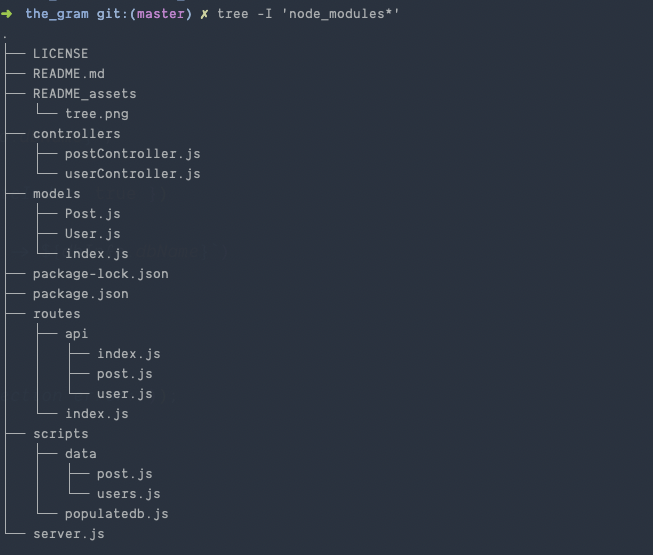 ➜  the_gram git:(master) ✗ tree -I 'node_modules*'
.
├── LICENSE
├── README.md
├── README_assets
│   └── tree.png
├── controllers
│   ├── postController.js
│   └── userController.js
├── models
│   ├── Post.js
│   ├── User.js
│   └── index.js
├── package-lock.json
├── package.json
├── routes
│   ├── api
│   │   ├── index.js
│   │   ├── post.js
│   │   └── user.js
│   └── index.js
├── scripts
│   ├── data
│   │   ├── post.js
│   │   └── users.js
│   └── populatedb.js
└── server.js